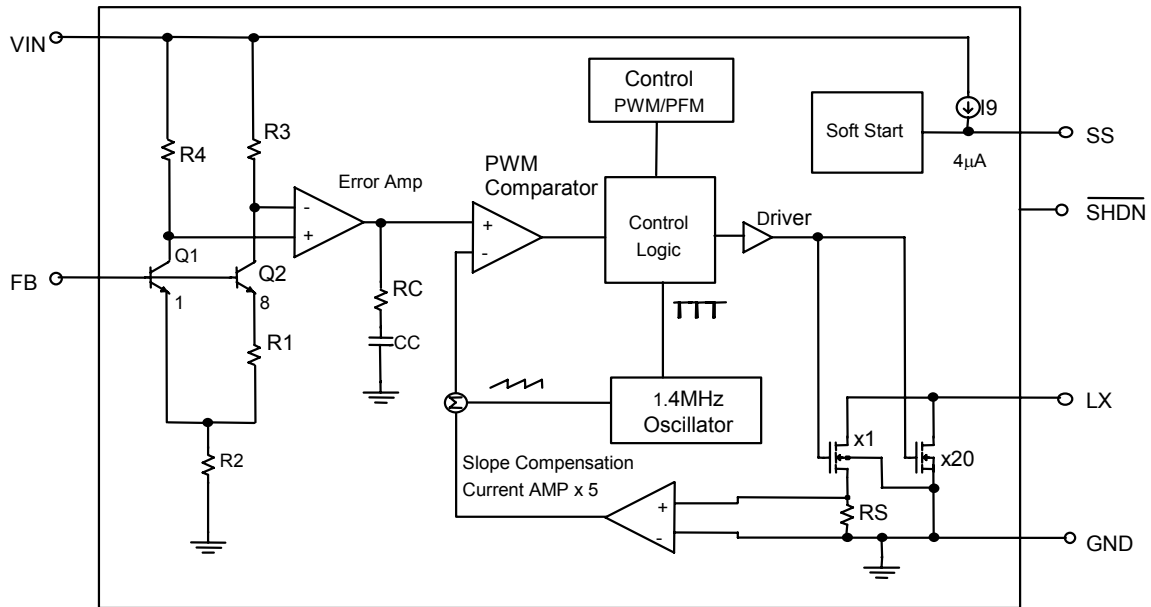 VIN
Control
PWM/PFM
I9
Soft Start
SS
4μA
R3
R4
Error Amp
PWM
Comparator
-
+
+
-
Control
Logic
Driver
SHDN
Q1
Q2
FB
1
8
RC
R1
CC
1.4MHz
Oscillator
Σ
LX
x1
x20
R2
Slope Compensation
Current AMP x 5
+
-
RS
GND